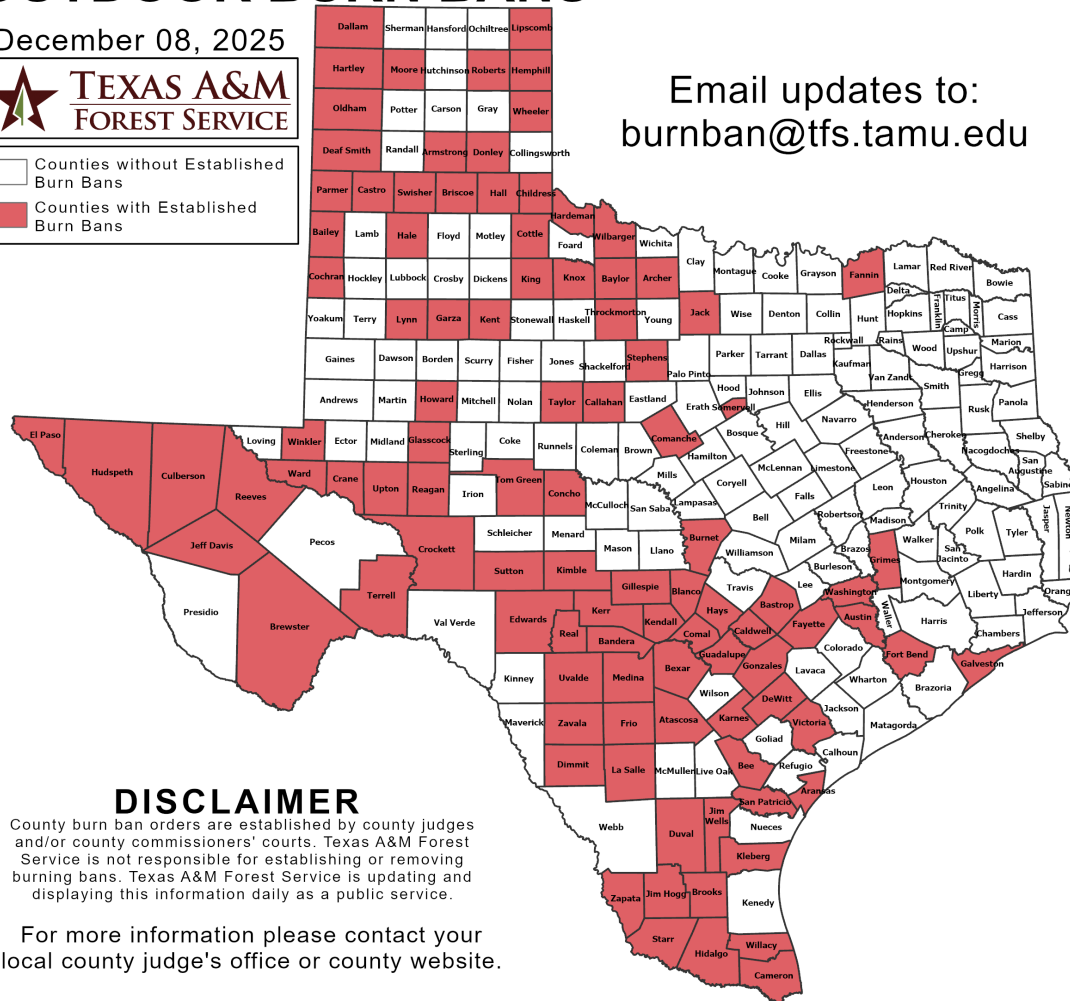 OUTDOOR BURN BANS
December 08, 2025
TEXAS A&M
FOREST SERVICE
Counties without Established
Burn Bans
Counties with Established
Burn Bans
Email updates to:
burnban@tfs.tamu.edu
Dallam Sherman Hansford Ochiltree Lipscomb
Hartley Moore Hutchinson Roberts Hemphill
Oldham Potter Carson Gray Wheeler
Deaf Smith Randall Armstrong Donley Collingsworth
Parmer Castro Swisher Briscoe Hall Childress
Hardeman
Bailey Lamb Hale Floyd Motley Cottle Foard Wilbarger Wichita
Clay Montague Cooke Grayson Fannin Lamar Red River Bowie
Cochran Hockley Lubbock Crosby Dickens King Knox Baylor Archer
Delta Franklin Titus Morris Cass
Yoakum Terry Lynn Garza Kent Stonewall Haskell Throckmorton Young Jack Wise Denton Collin Hunt Hopkins
Camp
Rockwall Rains Wood Upshur Marion
Gaines Dawson Borden Scurry Fisher Jones Shackelford Stephens Palo Pinto Parker Tarrant Dallas Kaufman Van Zandt Gregg Harrison
Smith
Andrews Martin Howard Mitchell Nolan Taylor Callahan Eastland Erath Hood Somervell Johnson Ellis Henderson Rusk Panola
Navarro
El Paso Hudspeth Culberson Reeves Loving Winkler Ector Midland Glasscock Sterling Coke Runnels Coleman Brown Comanche Hamilton Bosque Hill Freestone Anderson Cherokee Nacogdoches Shelby
Ward Crane Upton Reagan Irion Tom Green Concho McCulloch San Saba Mills Lampasas Coryell McLennan Limestone Falls Leon Houston Angelina San
Augustine
Sabine
Trinity Polk Tyler Jasper Newton
Jeff Davis Pecos Crockett Schleicher Menard Mason Llano Burnet Bell Milam Robertson Madison Walker San
Jacinto
Williamson Brazos Grimes Burleson
Presidio Brewster Terrell Val Verde Sutton Kimble Gillespie Blanco Travis Lee Washington Montgomery Liberty Hardin Orang
Edwards Real Kerr Bandera Kendall Comal Hays Caldwell Bastrop Fayette Austin Waller Harris Chambers Jefferson
Kinney Uvalde Medina Bexar Guadalupe Gonzales Wilson Lavaca Colorado Wharton Fort Bend Brazoria Galveston
Maverick Zavala Frio Atascosa Karnes DeWitt Victoria Jackson Matagorda
Goliad Calhoun
Dimmit La Salle McMullen Live Oak Bee Refugio
Aransas
San Patricio
Webb Duval Jim
Wells
Nueces
Kleberg
Zapata Jim Hogg Brooks Kenedy
Starr Hidalgo Willacy
Cameron
DISCLAIMER
County burn ban orders are established by county judges
and/or county commissioners' courts. Texas A&M Forest
Service is not responsible for establishing or removing
burning bans. Texas A&M Forest Service is updating and
displaying this information daily as a public service.
For more information please contact your
local county judge's office or county website.